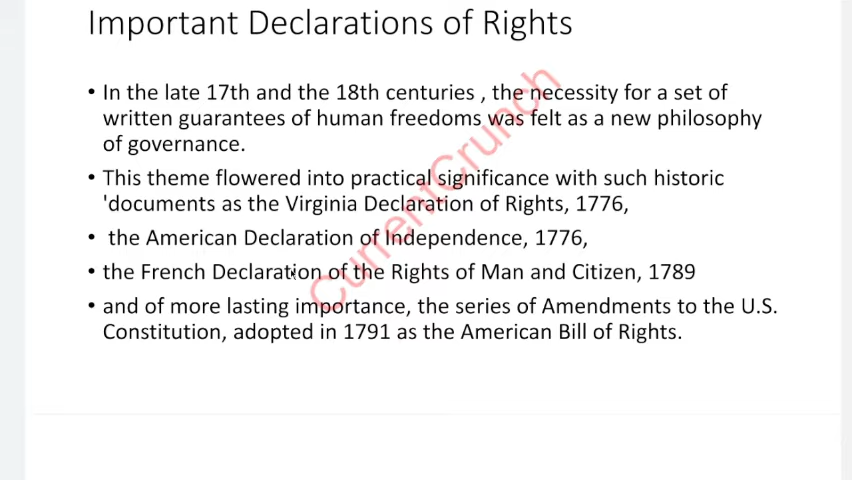 Important Declarations of Rights
• In the late 17th and the 18th centuries , the necessity for a set of
written guarantees of human freedoms was felt as a new philosophy
of governance.
• This theme flowered into practical significance with such historic
'documents as the Virginia Declaration of Rights, 1776,
• the American Declaration of Independence, 1776,
• the French Declaration of the Rights of Man and Citizen, 1789
• and of more lasting importance, the series of Amendments to the U.S.
Constitution, adopted in 1791 as the American Bill of Rights.
CurrentCrunch